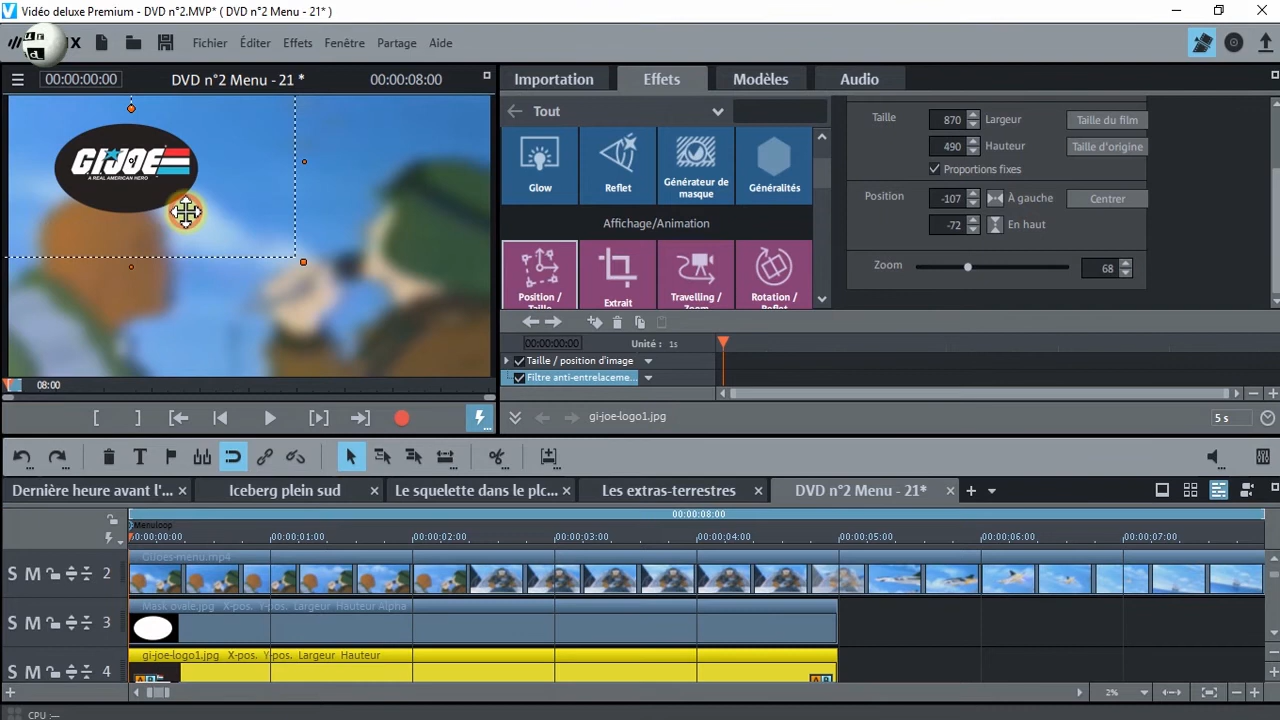 Vidéo deluxe Premium - DVD n°2.MVP* ( DVD n°2 Menu - 21* )
X Fichier Éditer Effets Fenêtre Partage Aide
00:00:00:00 DVD n°2 Menu - 21 * 00:00:08:00
Importation Effets Modèles Audio
Tout
GI JOE
A REAL AMERICAN HERO
Glow Reflet Générateur de masque Généralités
Affichage/Animation
Position / Extrait Travelling / Zoom Rotation / Reflet
Taille 870 Largeur Taille du film
490 Hauteur Taille d'origine
Proportions fixes
Position -107 À gauche Centrer
-72 En haut
Zoom 68
00:00:00:00 Unité : 1s
Taille / position d'image
Filtre anti-entrelaceme...
08:00
gi-joe-logo1.jpg 5 s
Dernière heure avant l'... Iceberg plein sud Le squelette dans le plc... Les extras-terrestres DVD n°2 Menu - 21*
00:00:08:00
Menuloop
00:00:00:00 00:00:01:00 00:00:02:00 00:00:03:00 00:00:04:00 00:00:05:00 00:00:06:00 00:00:07:00
GIJoes-menu.mp4
S M 2
Mask ovale.jpg X-pos. Y-pos. Largeur Hauteur Alpha
S M 3
gi-joe-logo1.jpg X-pos. Y-pos. Largeur Hauteur
S M 4
2%
CPU :---